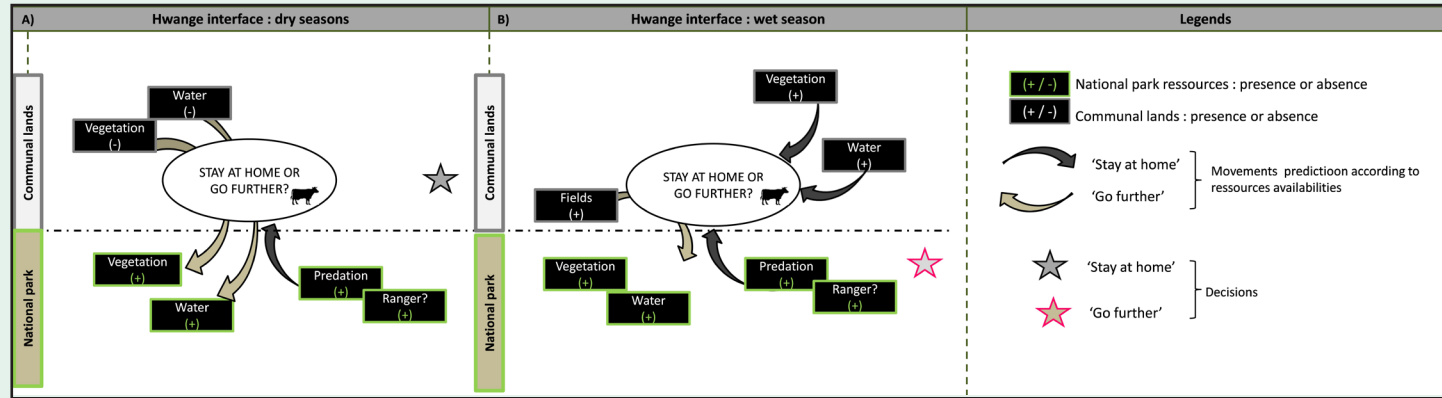 A)
Hwange interface : dry seasons
B)
Hwange interface : wet season
Legends
Communal lands
National park
Water
(-)
Vegetation
(-)
STAY AT HOME OR
GO FURTHER?
Vegetation
(+)
Water
(+)
Predation
(+)
Ranger?
(+)
Communal lands
National park
Vegetation
(+)
Water
(+)
STAY AT HOME OR
GO FURTHER?
Fields
(+)
Vegetation
(+)
Water
(+)
Predation
(+)
Ranger?
(+)
(+ / -)
National park ressources : presence or absence
(+ / -)
Communal lands : presence or absence
‘Stay at home’
‘Go further’
Movements predictioon according to
ressources availabilities
‘Stay at home’
‘Go further’
Decisions